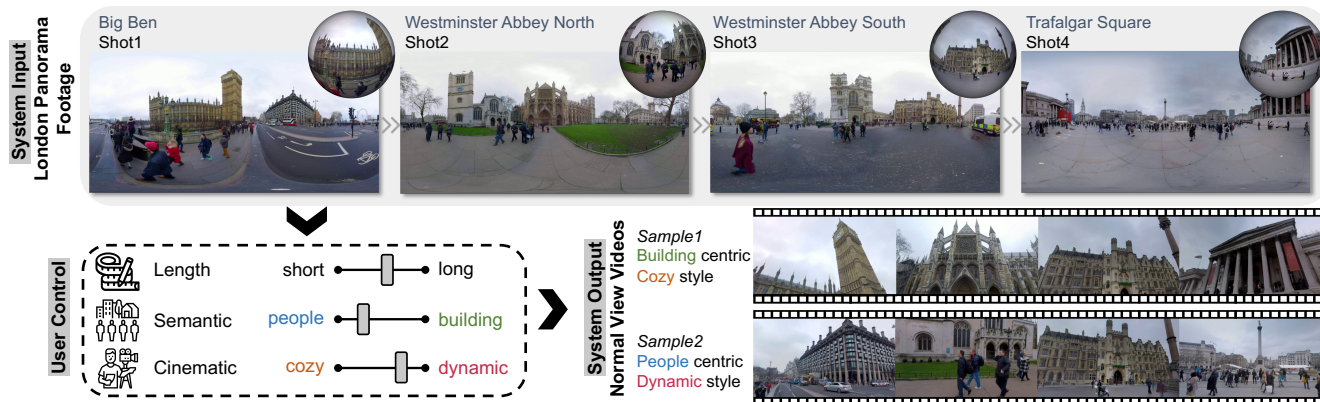 System Input
London Panorama
Footage
Big Ben
Shot1
Westminster Abbey North
Shot2
Westminster Abbey South
Shot3
Trafalgar Square
Shot4
User Control
Length
short
long
Semantic
people
building
Cinematic
cozy
dynamic
System Output
Normal View Videos
Sample1
Building centric
Cozy style
Sample2
People centric
Dynamic style